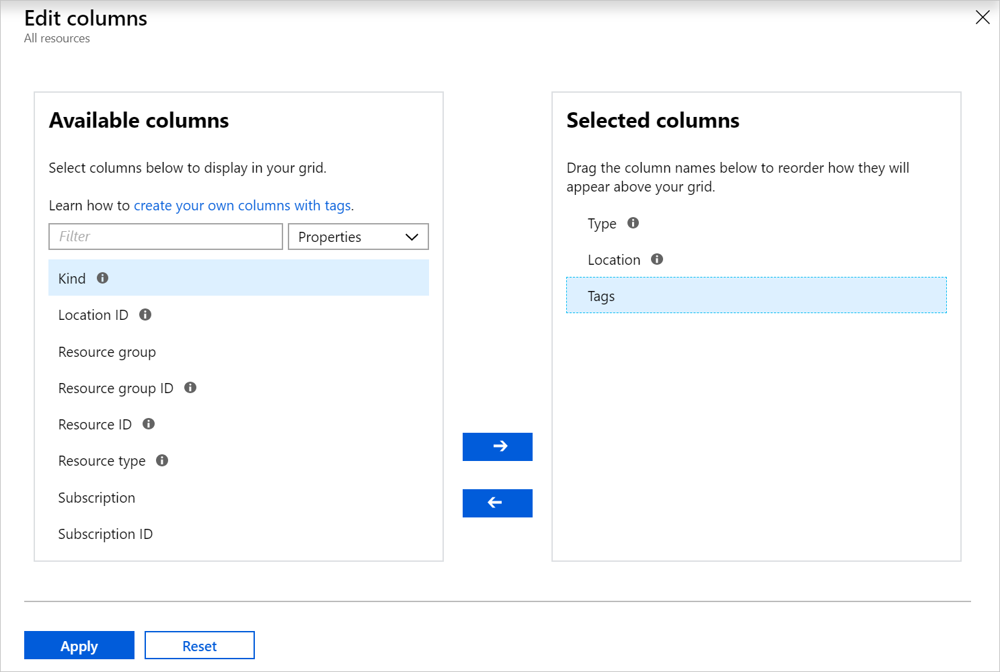 Edit columns
All resources
Available columns
Select columns below to display in your grid.
Learn how to create your own columns with tags.
Filter
Properties
Kind
Location ID
Resource group
Resource group ID
Resource ID
Resource type
Subscription
Subscription ID
Selected columns
Drag the column names below to reorder how they will
appear above your grid.
Type
Location
Tags
Apply
Reset